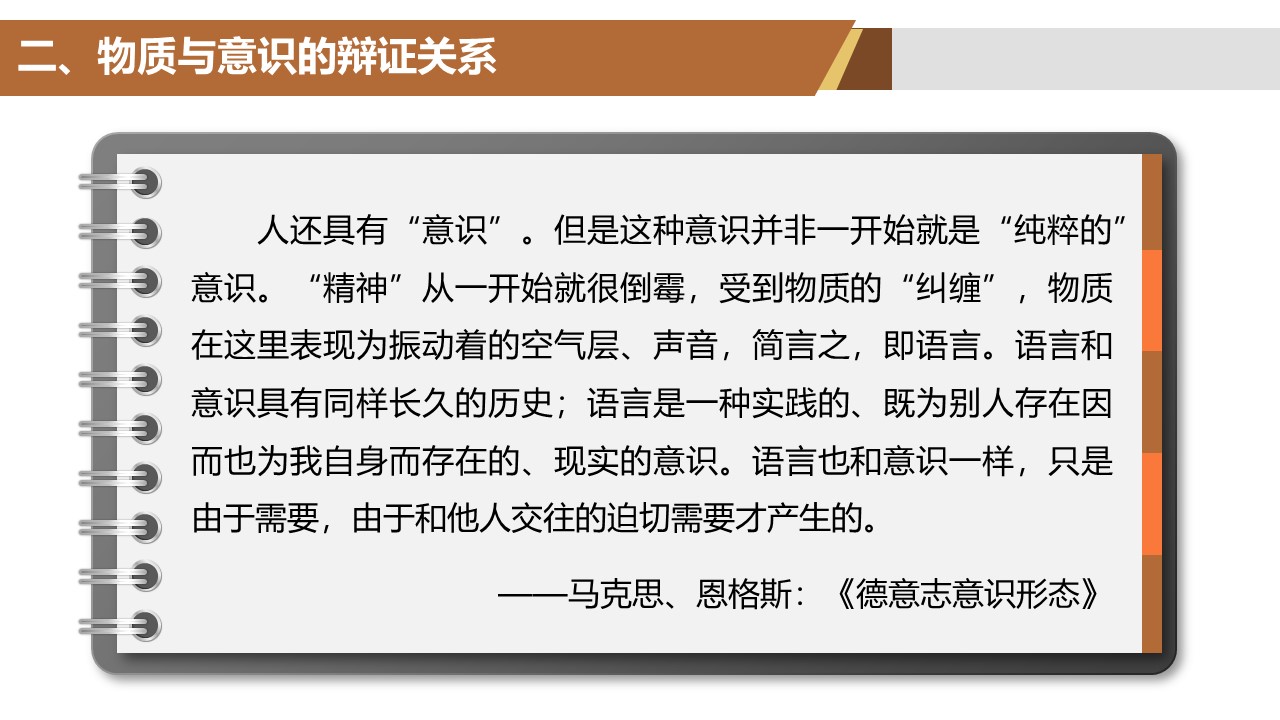 二、物质与意识的辩证关系
人还具有“意识”。但是这种意识并非一开始就是“纯粹的”
意识。“精神”从一开始就很倒霉，受到物质的“纠缠”，物质
在这里表现为振动着的空气层、声音，简言之，即语言。语言和
意识具有同样长久的历史；语言是一种实践的、既为别人存在因
而也为我自身而存在的、现实的意识。语言也和意识一样，只是
由于需要，由于和他人交往的迫切需要才产生的。
——马克思、恩格斯：《德意志意识形态》